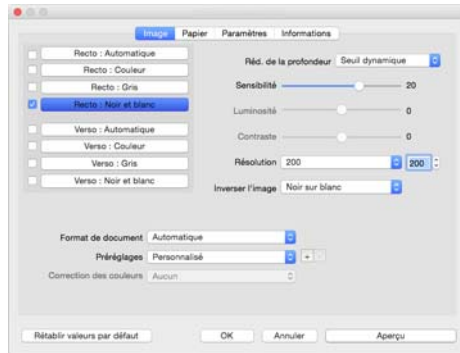 Image Papier Paramètres Informations
Recto : Automatique
Recto : Couleur
Recto : Gris
Recto : Noir et blanc
Verso : Automatique
Verso : Couleur
Verso : Gris
Verso : Noir et blanc
Réd. de la profondeur Seuil dynamique
Sensibilité 20
Luminosité 0
Contraste 0
Résolution 200 200
Inverser l'image Noir sur blanc
Format de document Automatique
Préréglages Personnalisé + -
Correction des couleurs Aucun
Rétablir valeurs par défaut OK Annuler Aperçu